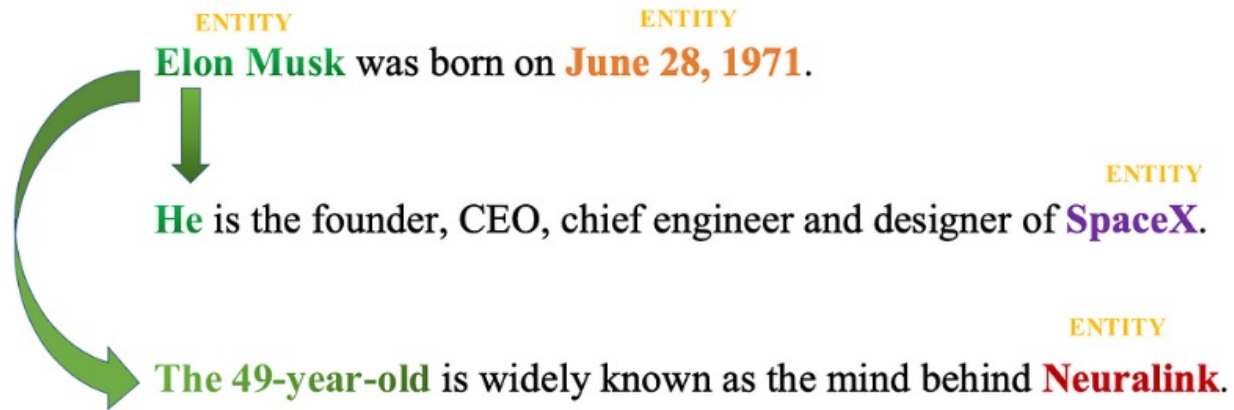 ENTITY ENTITY
Elon Musk was born on June 28, 1971.
ENTITY
He is the founder, CEO, chief engineer and designer of SpaceX.
ENTITY
The 49-year-old is widely known as the mind behind Neuralink.